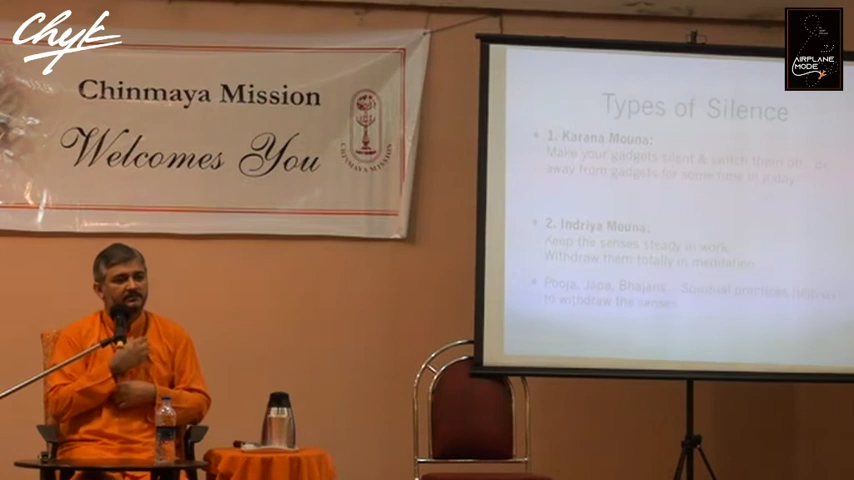 Chyk
AIRPLANE
MODE
Chinmaya Mission
Welcomes You
CHINMAYA MISSION
Types of Silence
1. Karana Mouna:
Make your gadgets silent & switch them off
away from gadgets for some time in a day
2. Indriya Mouna:
Keep the senses steady in work
Withdraw them totally in meditation
Pooja, Japa, Bhajans - Spiritual practices
to withdraw the senses